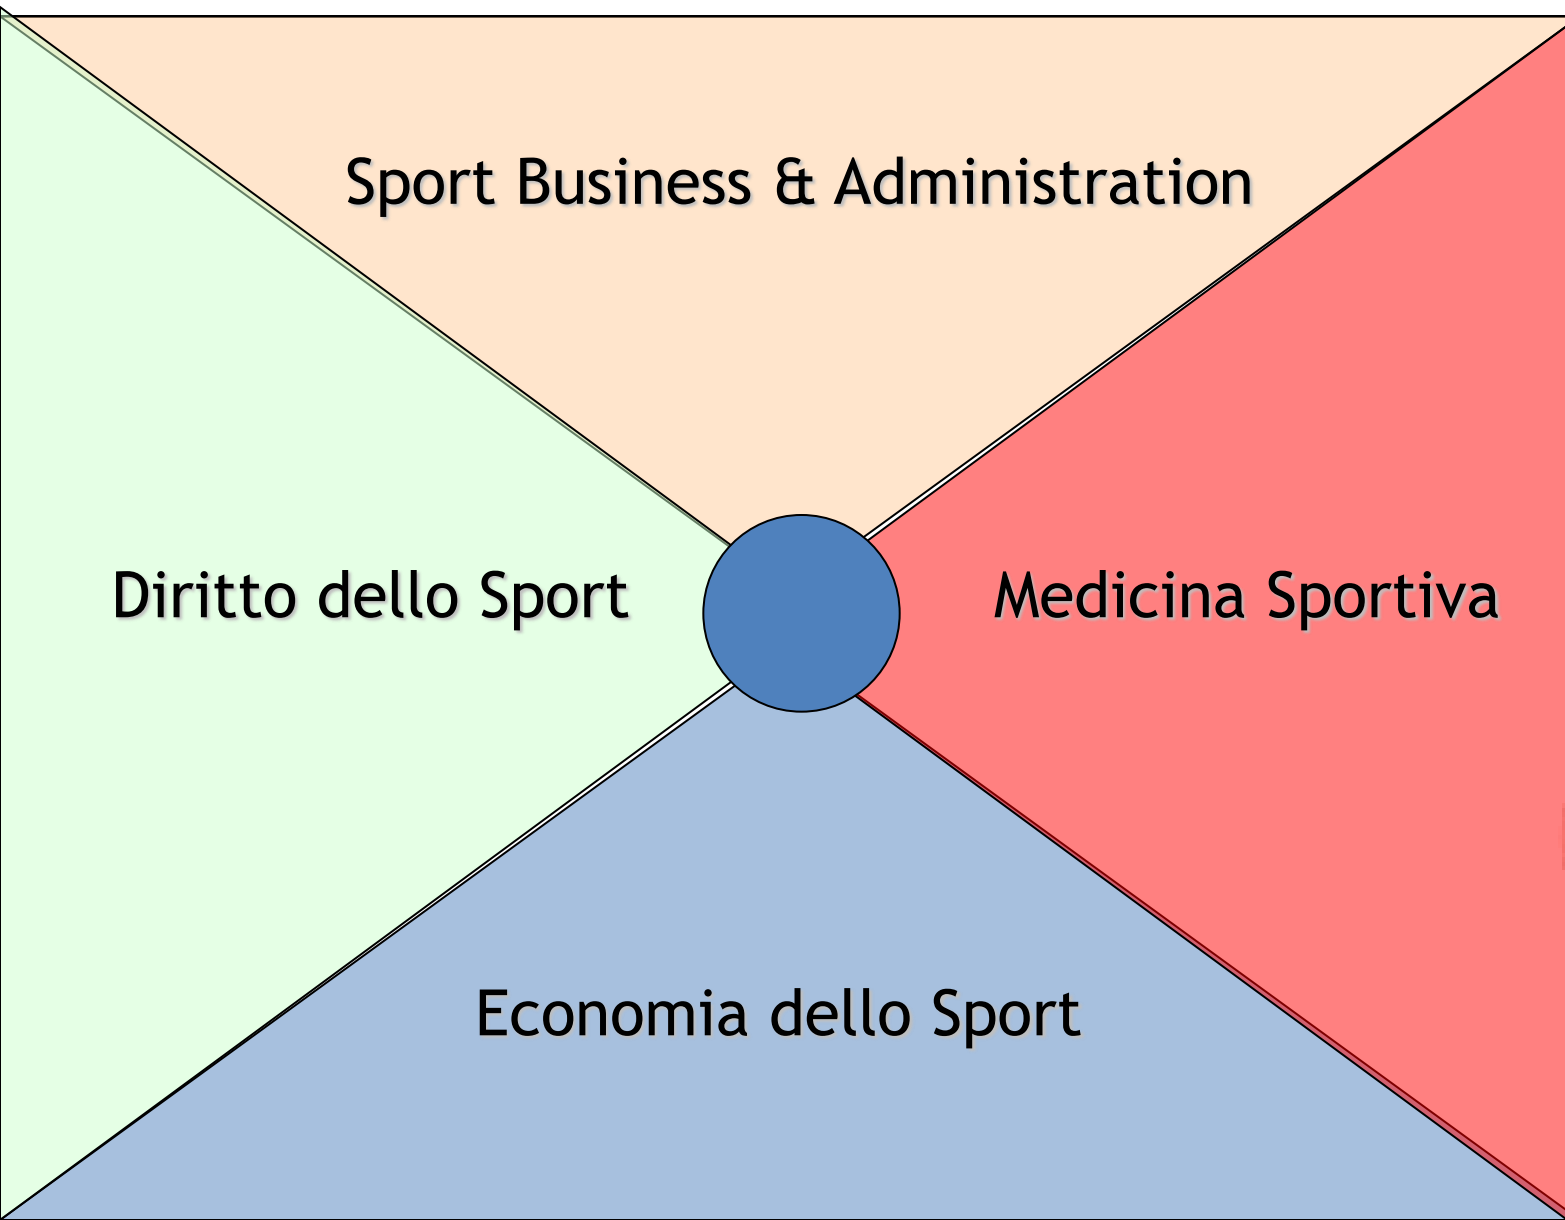 Sport Business & Administration
Diritto dello Sport
Medicina Sportiva
Economia dello Sport